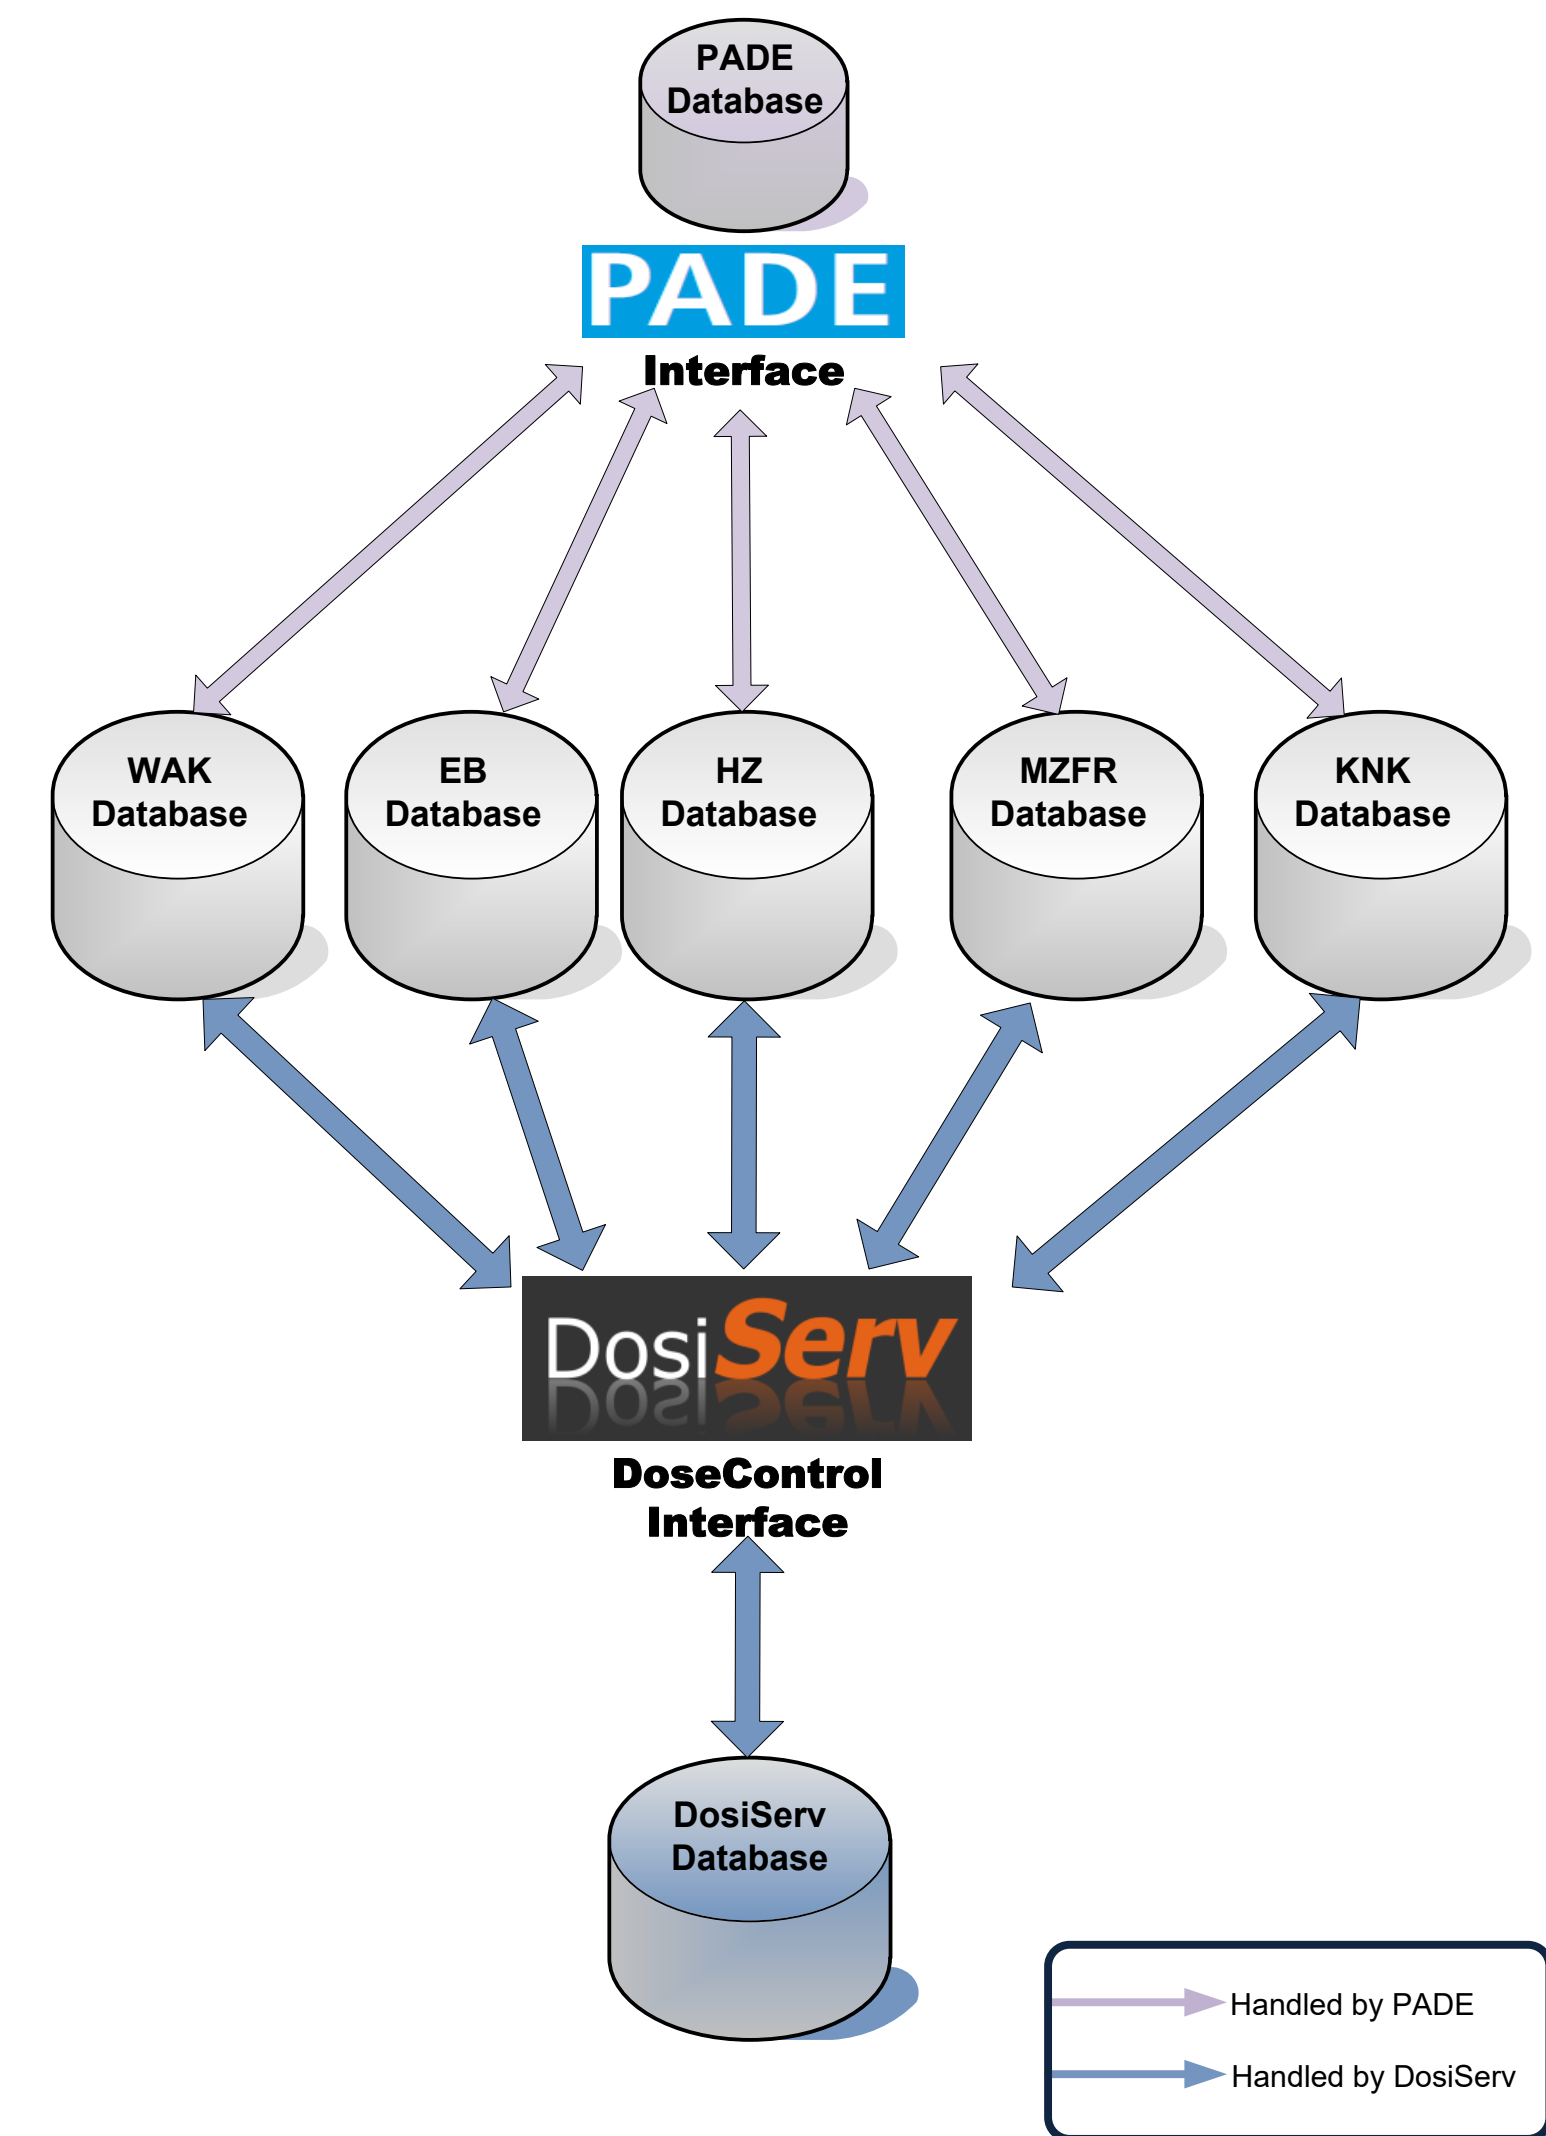 PADE
Database
PADE
Interface
WAK
Database
EB
Database
HZ
Database
MZFR
Database
KNK
Database
DosiServ
DoseControl
Interface
DosiServ
Database
Handled by PADE
Handled by DosiServ